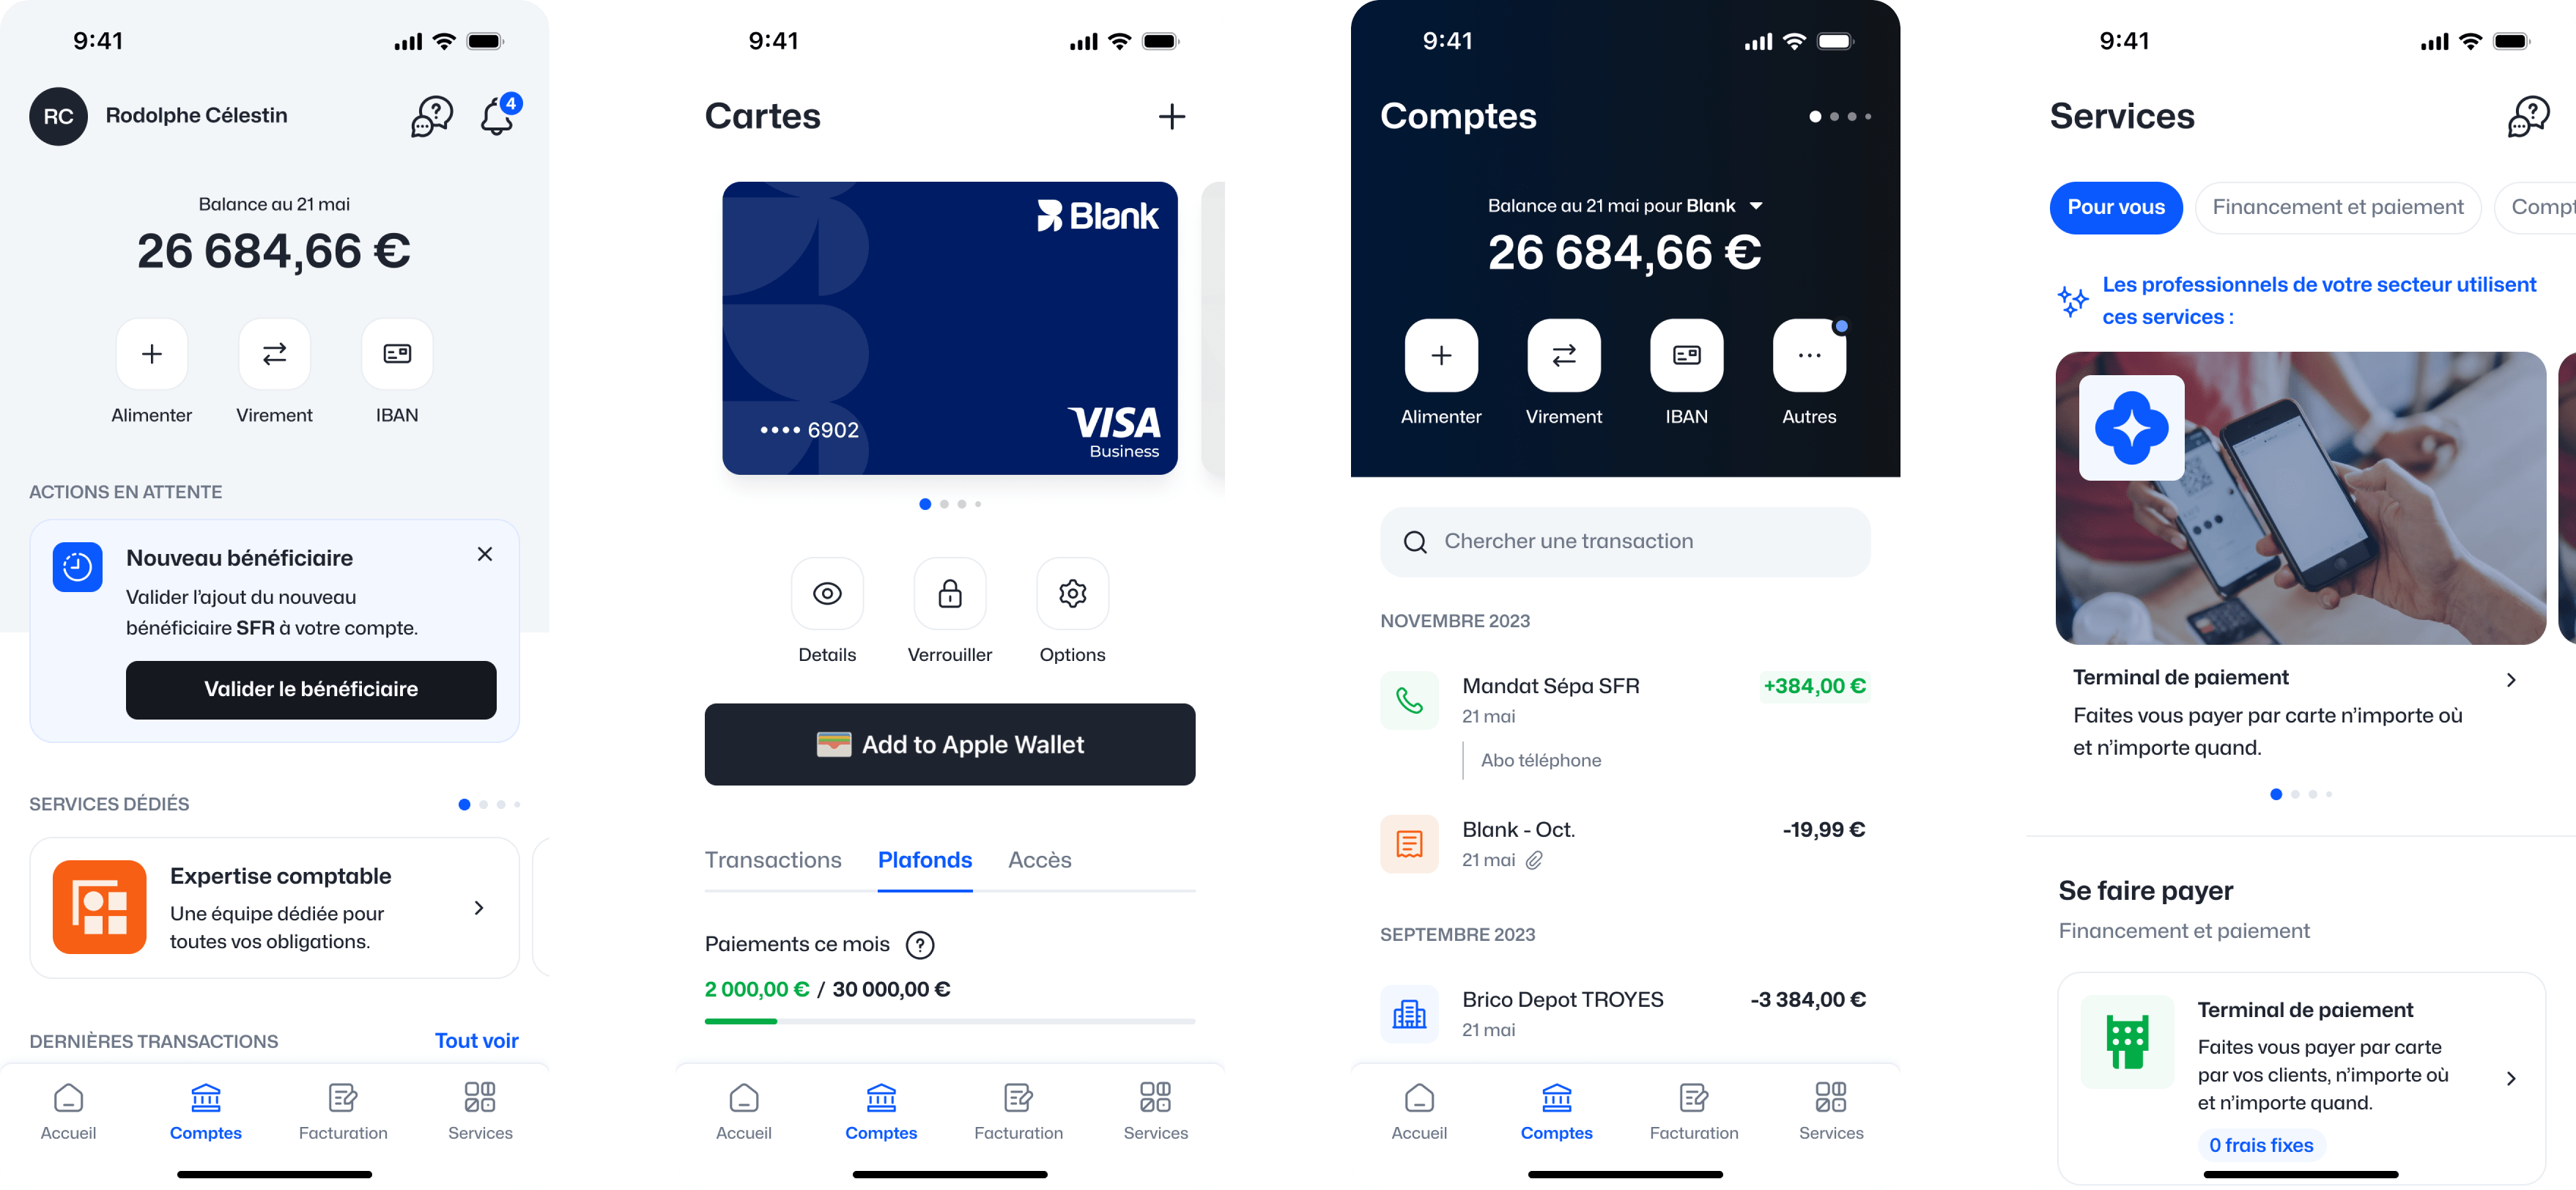 9:41
RC
Rodolphe Célestin
4
Balance au 21 mai
26 684,66 €
Alimenter
Virement
IBAN
ACTIONS EN ATTENTE
Nouveau bénéficiaire
Valider l’ajout du nouveau
bénéficiaire SFR à votre compte.
Valider le bénéficiaire
SERVICES DÉDIÉS
Expertise comptable
Une équipe dédiée pour
toutes vos obligations.
DERNIÈRES TRANSACTIONS
Tout voir
Accueil
Comptes
Facturation
Services
9:41
Cartes
Blank
•••• 6902
VISA
Business
Details
Verrouiller
Options
Add to Apple Wallet
Transactions
Plafonds
Accès
Paiements ce mois
2 000,00 € / 30 000,00 €
Accueil
Comptes
Facturation
Services
9:41
Comptes
Balance au 21 mai pour Blank
26 684,66 €
Alimenter
Virement
IBAN
Autres
Chercher une transaction
NOVEMBRE 2023
Mandat Sépa SFR
+384,00 €
21 mai
Abo téléphone
Blank - Oct.
-19,99 €
21 mai
SEPTEMBRE 2023
Brico Depot TROYES
-3 384,00 €
21 mai
Accueil
Comptes
Facturation
Services
9:41
Services
Pour vous
Financement et paiement
Compt
Les professionnels de votre secteur utilisent
ces services :
Terminal de paiement
Faites vous payer par carte n’importe où
et n’importe quand.
Se faire payer
Financement et paiement
Terminal de paiement
Faites vous payer par carte
par vos clients, n’importe où
et n’importe quand.
0 frais fixes